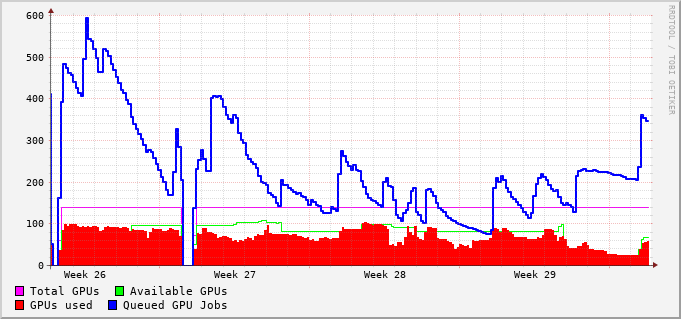 600
500
400
300
200
100
0
Week 26 Week 27 Week 28 Week 29
Total GPUs Available GPUs
GPUs used Queued GPU Jobs
RRDTOOL / TOBI OETIKER